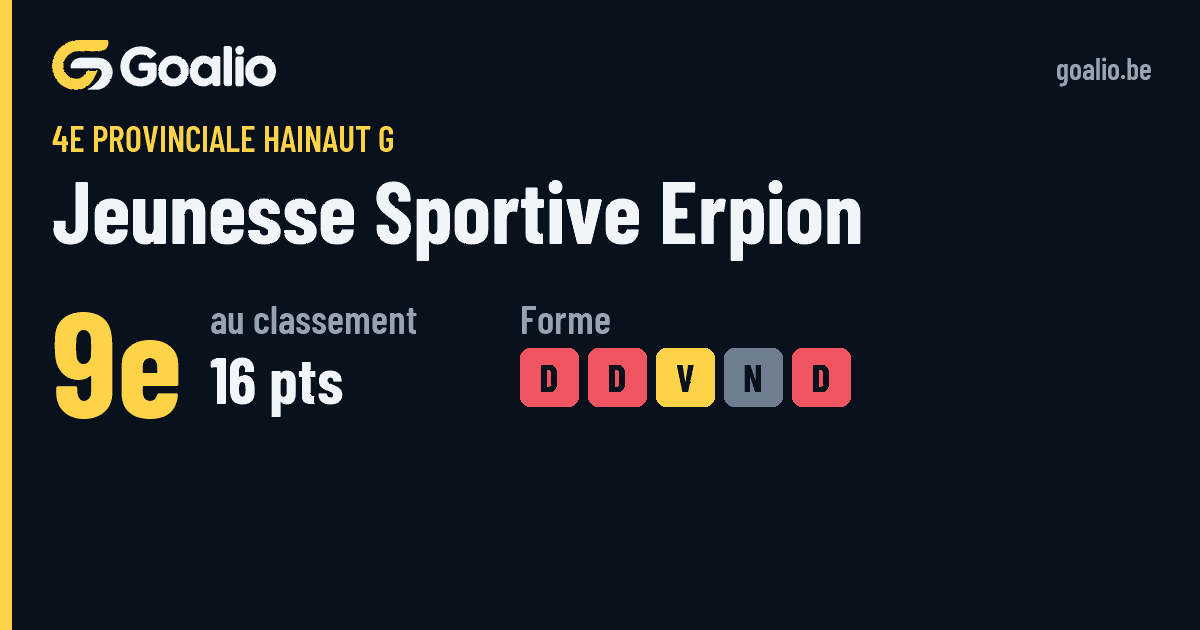 Goalio
goalio.be
4E PROVINCIALE HAINAUT G
Jeunesse Sportive Erpion
9e
au classement
16 pts
Forme
D D V N D